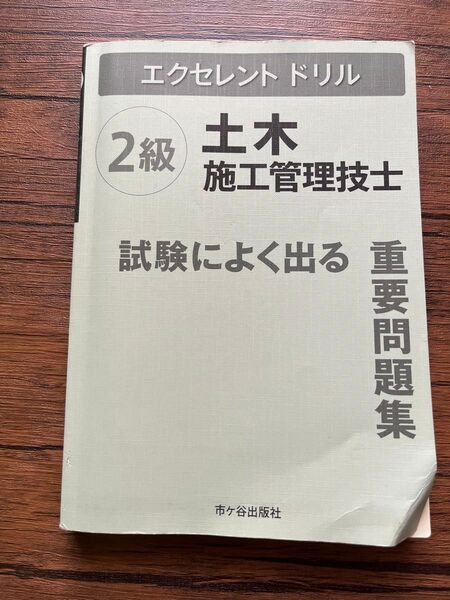 エクセレント ドリル
2級
土木
施工管理技士
試験によく出る
重要問題集
市ケ谷出版社